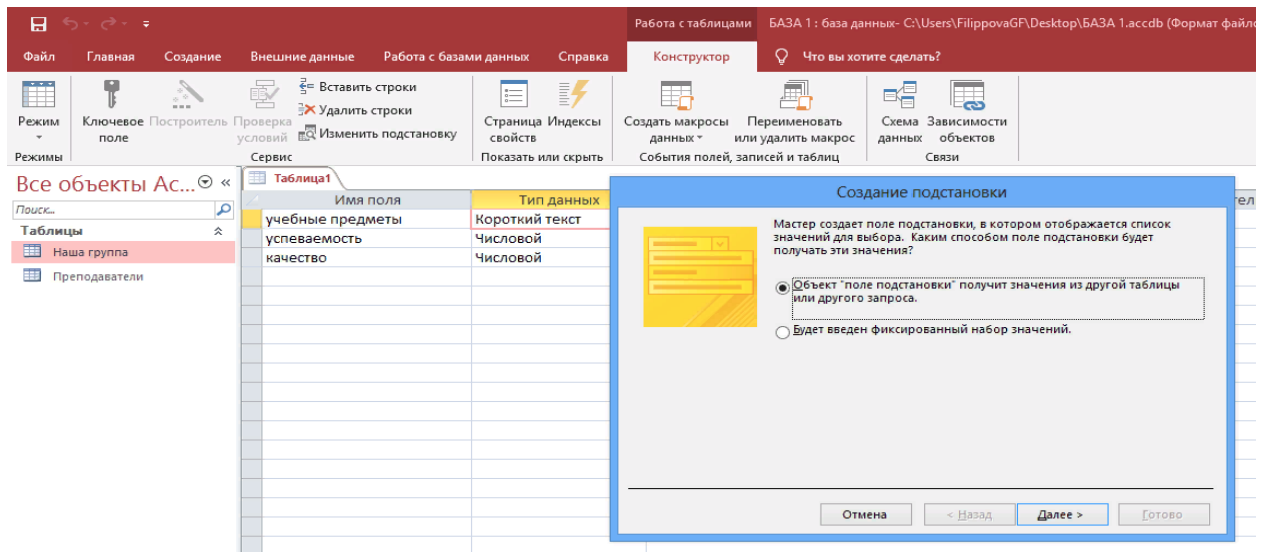 Работа с таблицами
БАЗА 1 : база данных- C:\Users\FilippovaGF\Desktop\БАЗА 1.accdb (Формат файло
Файл Главная Создание Внешние данные Работа с базами данных Справка Конструктор Что вы хотите сделать?
Режим
Ключевое поле
Построитель
Проверка условий
Вставить строки
Удалить строки
Изменить подстановку
Страница свойств
Индексы
Создать макросы данных
Переименовать или удалить макрос
Схема данных
Зависимости объектов
Режимы
Сервис
Показать или скрыть
События полей, записей и таблиц
Связи
Все объекты Ac...
Поиск...
Таблицы
Наша группа
Преподаватели
Таблица1
Имя поля Тип данных
учебные предметы Короткий текст
успеваемость Числовой
качество Числовой
Создание подстановки
Мастер создает поле подстановки, в котором отображается список
значений для выбора. Каким способом поле подстановки будет
получать эти значения?
Объект "поле подстановки" получит значения из другой таблицы
или другого запроса.
Будет введен фиксированный набор значений.
Отмена < Назад Далее > Готово